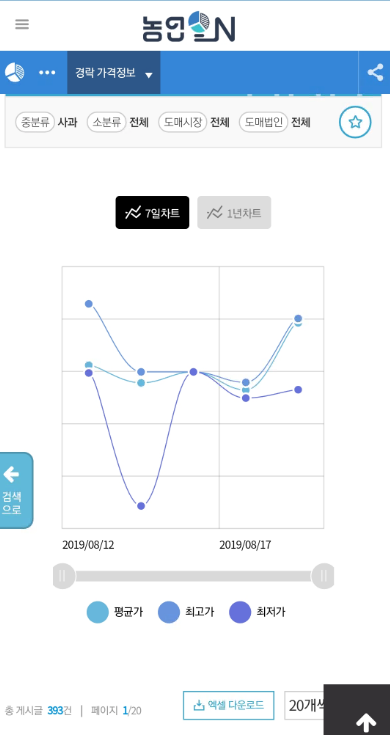 농업ON
경락 가격정보
중분류 사과 소분류 전체 도매시장 전체 도매법인 전체
7일차트 1년차트
검색
으로
2019/08/12 2019/08/17
평균가 최고가 최저가
총 게시글 393건 | 페이지 1/20
엑셀 다운로드
20개씩